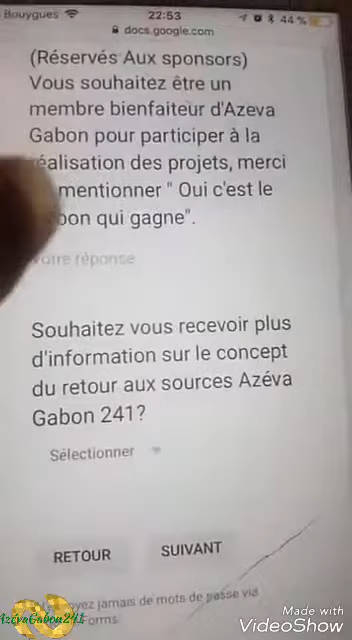 Bouygues 22:53 44 %
docs.google.com
(Réservés Aux sponsors)
Vous souhaitez être un
membre bienfaiteur d'Azeva
Gabon pour participer à la
réalisation des projets, merci
mentionner " Oui c'est le
bon qui gagne".
Votre réponse
Souhaitez vous recevoir plus
d'information sur le concept
du retour aux sources Azéva
Gabon 241?
Sélectionner
RETOUR SUIVANT
jamais de mots de passe via
Forms.
AzévaGabon241
Made with
VideoShow